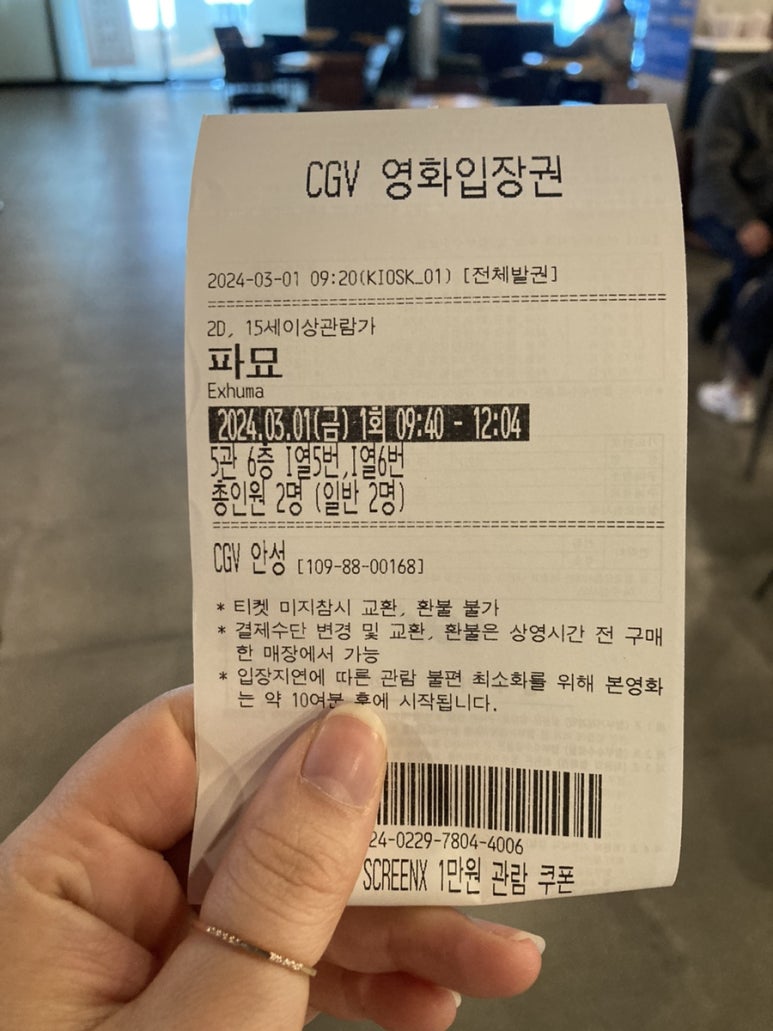 CGV 영화입장권
2024-03-01 09:20(KIOSK_01) [전체발권]
2D, 15세이상관람가
파묘
Exhuma
2024.03.01(금) 1회 09:40 - 12:04
5관 6층 I열5번,I열6번
총인원 2명 (일반 2명)
CGV 안성 [109-88-00168]
* 티켓 미지참시 교환, 환불 불가
* 결제수단 변경 및 교환, 환불은 상영시간 전 구매
한 매장에서 가능
* 입장지연에 따른 관람 불편 최소화를 위해 본영화
는 약 10여분 후에 시작됩니다.
24-0229-7804-4006
SCREENX 1만원 관람 쿠폰